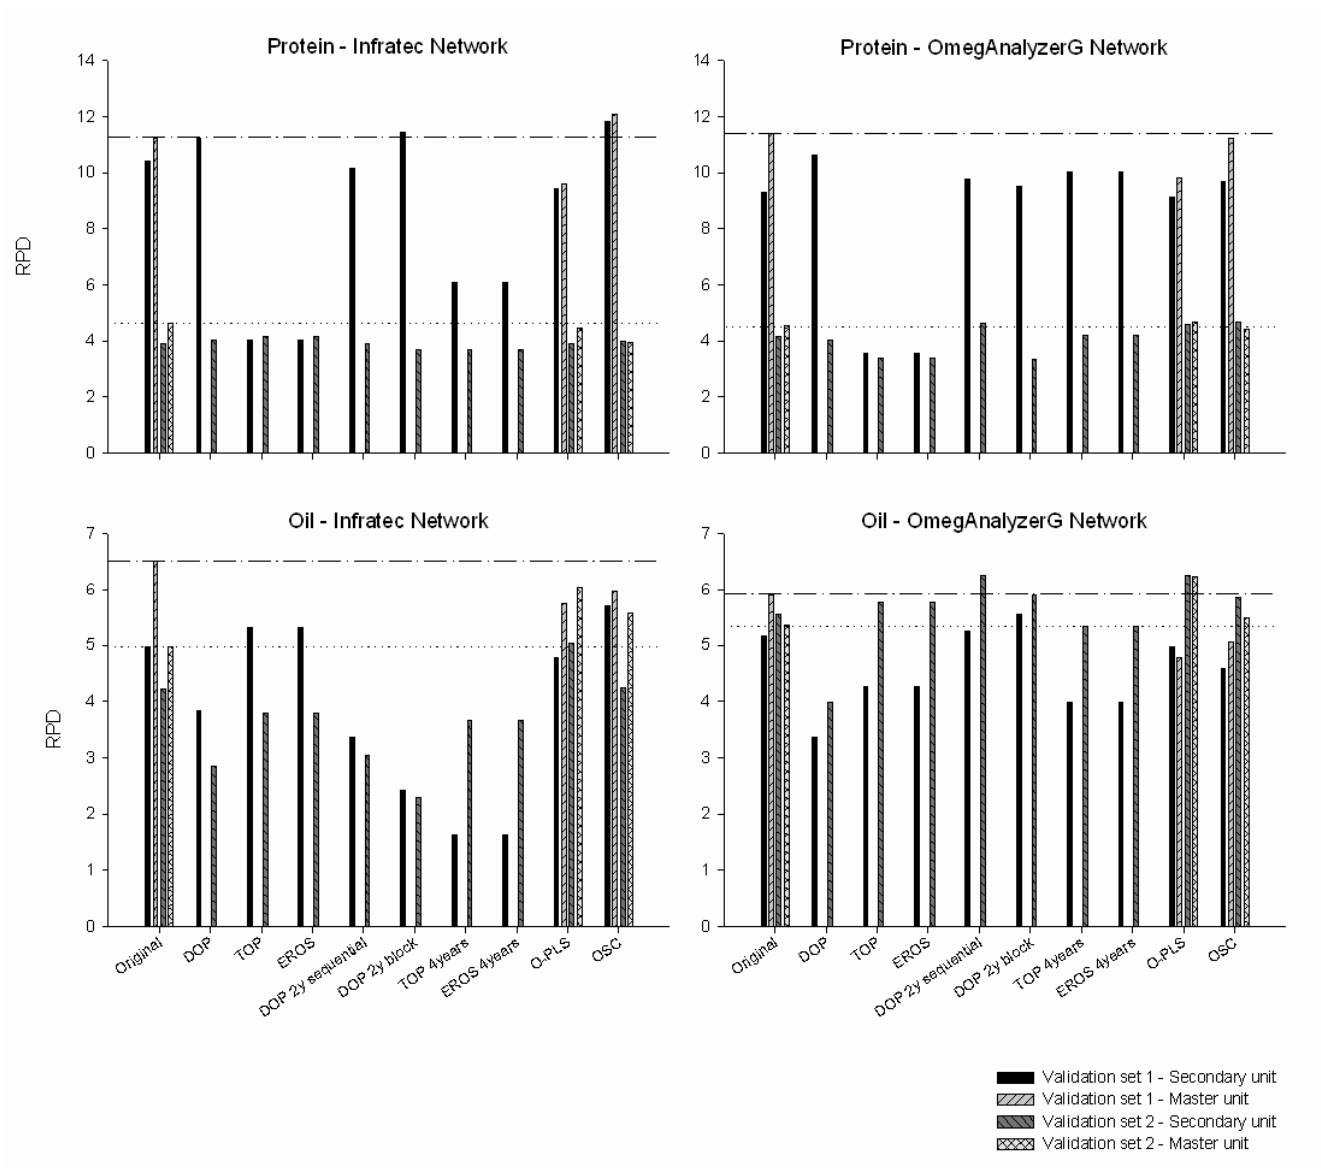 Protein - Infratec Network
14
12
10
8
6
4
2
0
RPD
Protein - OmegAnalyzerG Network
14
12
10
8
6
4
2
0
Oil - Infratec Network
7
6
5
4
3
2
1
0
RPD
Original
DOP
TOP
EROS
DOP 2y sequential
DOP 2y block
TOP 4years
EROS 4years
O-PLS
OSC
Oil - OmegAnalyzerG Network
7
6
5
4
3
2
1
0
Original
DOP
TOP
EROS
DOP 2y sequential
DOP 2y block
TOP 4years
EROS 4years
O-PLS
OSC
Validation set 1 - Secondary unit
Validation set 1 - Master unit
Validation set 2 - Secondary unit
Validation set 2 - Master unit